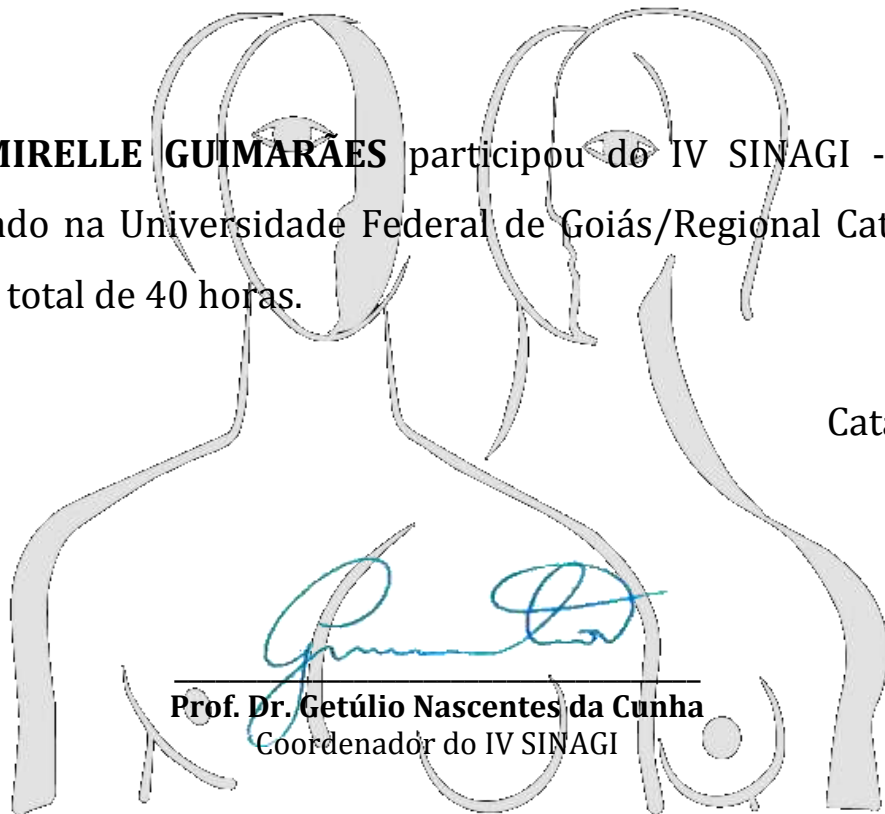 MIRELLE GUIMARÃES participou do IV SINAGI -
ndo na Universidade Federal de Goiás/Regional Cat
total de 40 horas.
Cata
Prof. Dr. Getúlio Nascentes da Cunha
Coordenador do IV SINAGI